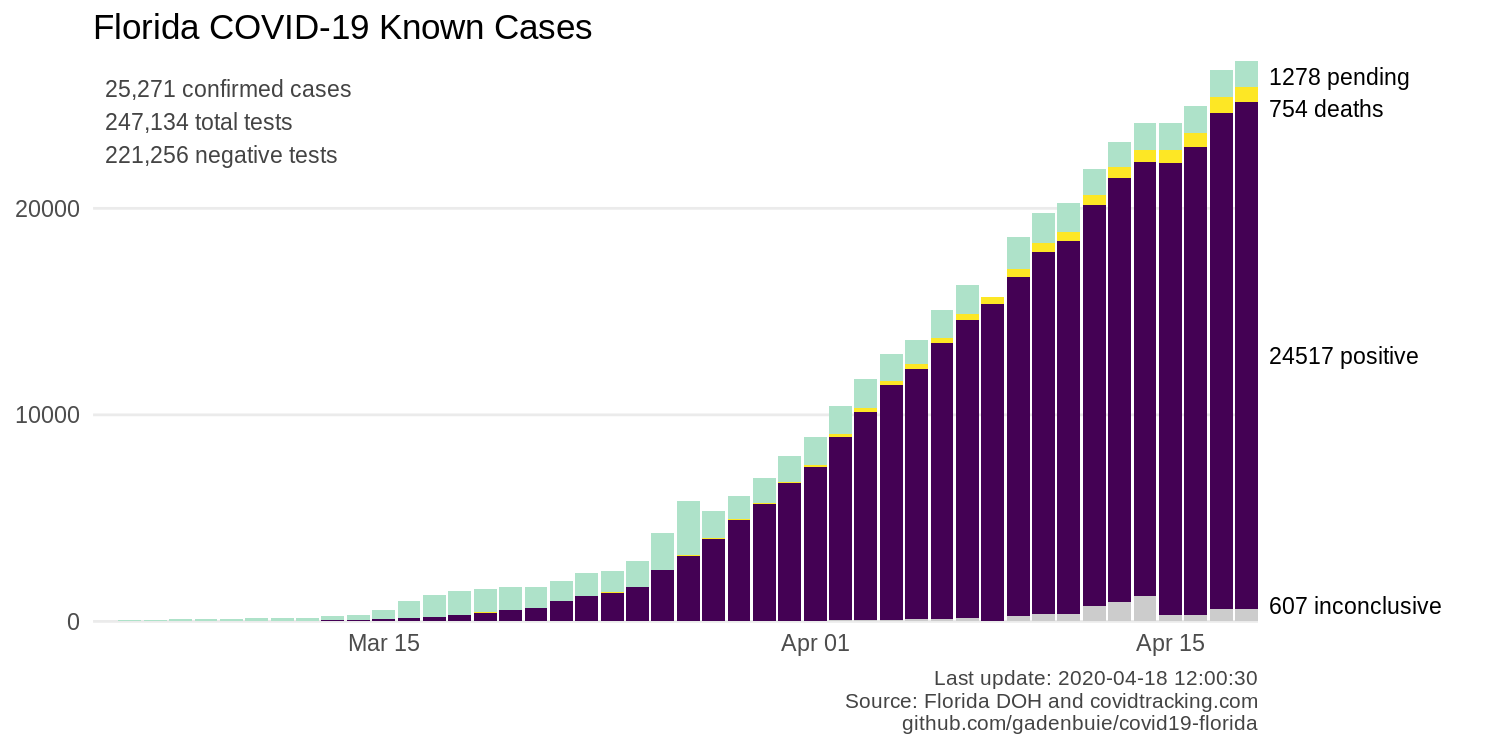 Florida COVID-19 Known Cases
25,271 confirmed cases
247,134 total tests
221,256 negative tests
1278 pending
754 deaths
24517 positive
607 inconclusive
20000
10000
0
Mar 15
Apr 01
Apr 15
Last update: 2020-04-18 12:00:30
Source: Florida DOH and covidtracking.com
github.com/gadenbuie/covid19-florida